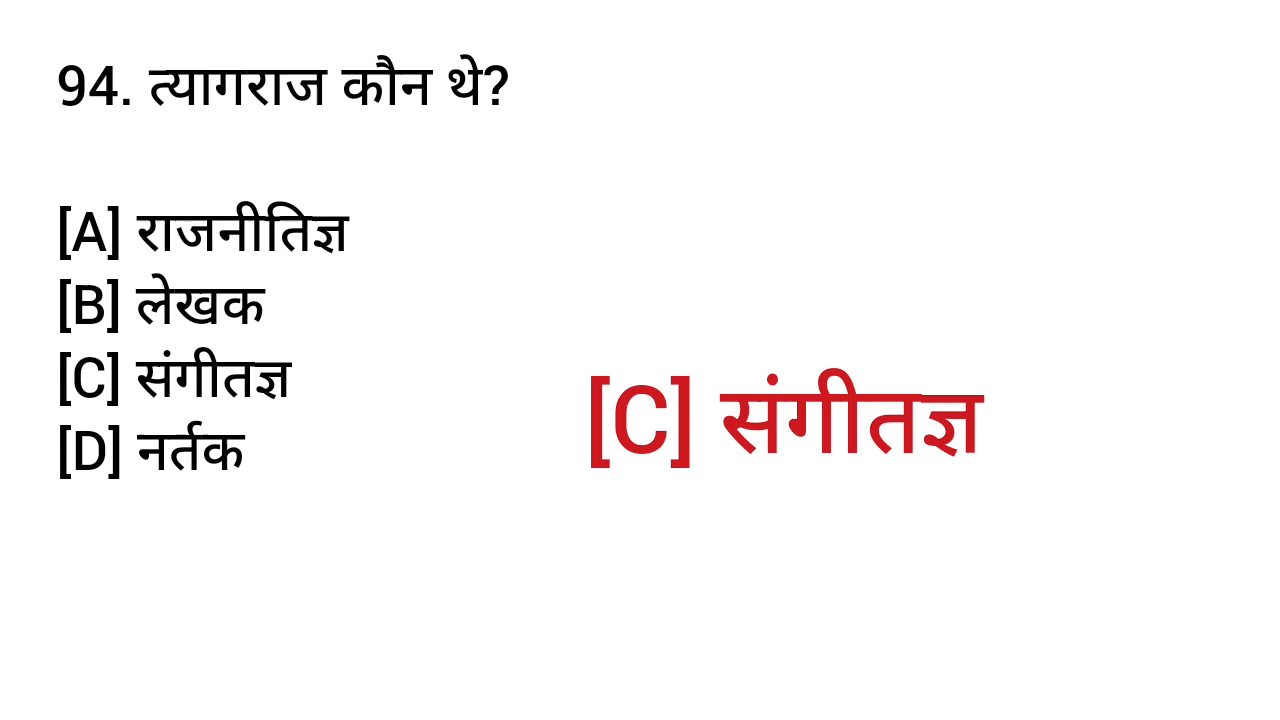 94. त्यागराज कौन थे?
[A] राजनीतिज्ञ
[B] लेखक
[C] संगीतज्ञ
[D] नर्तक
[C] संगीतज्ञ